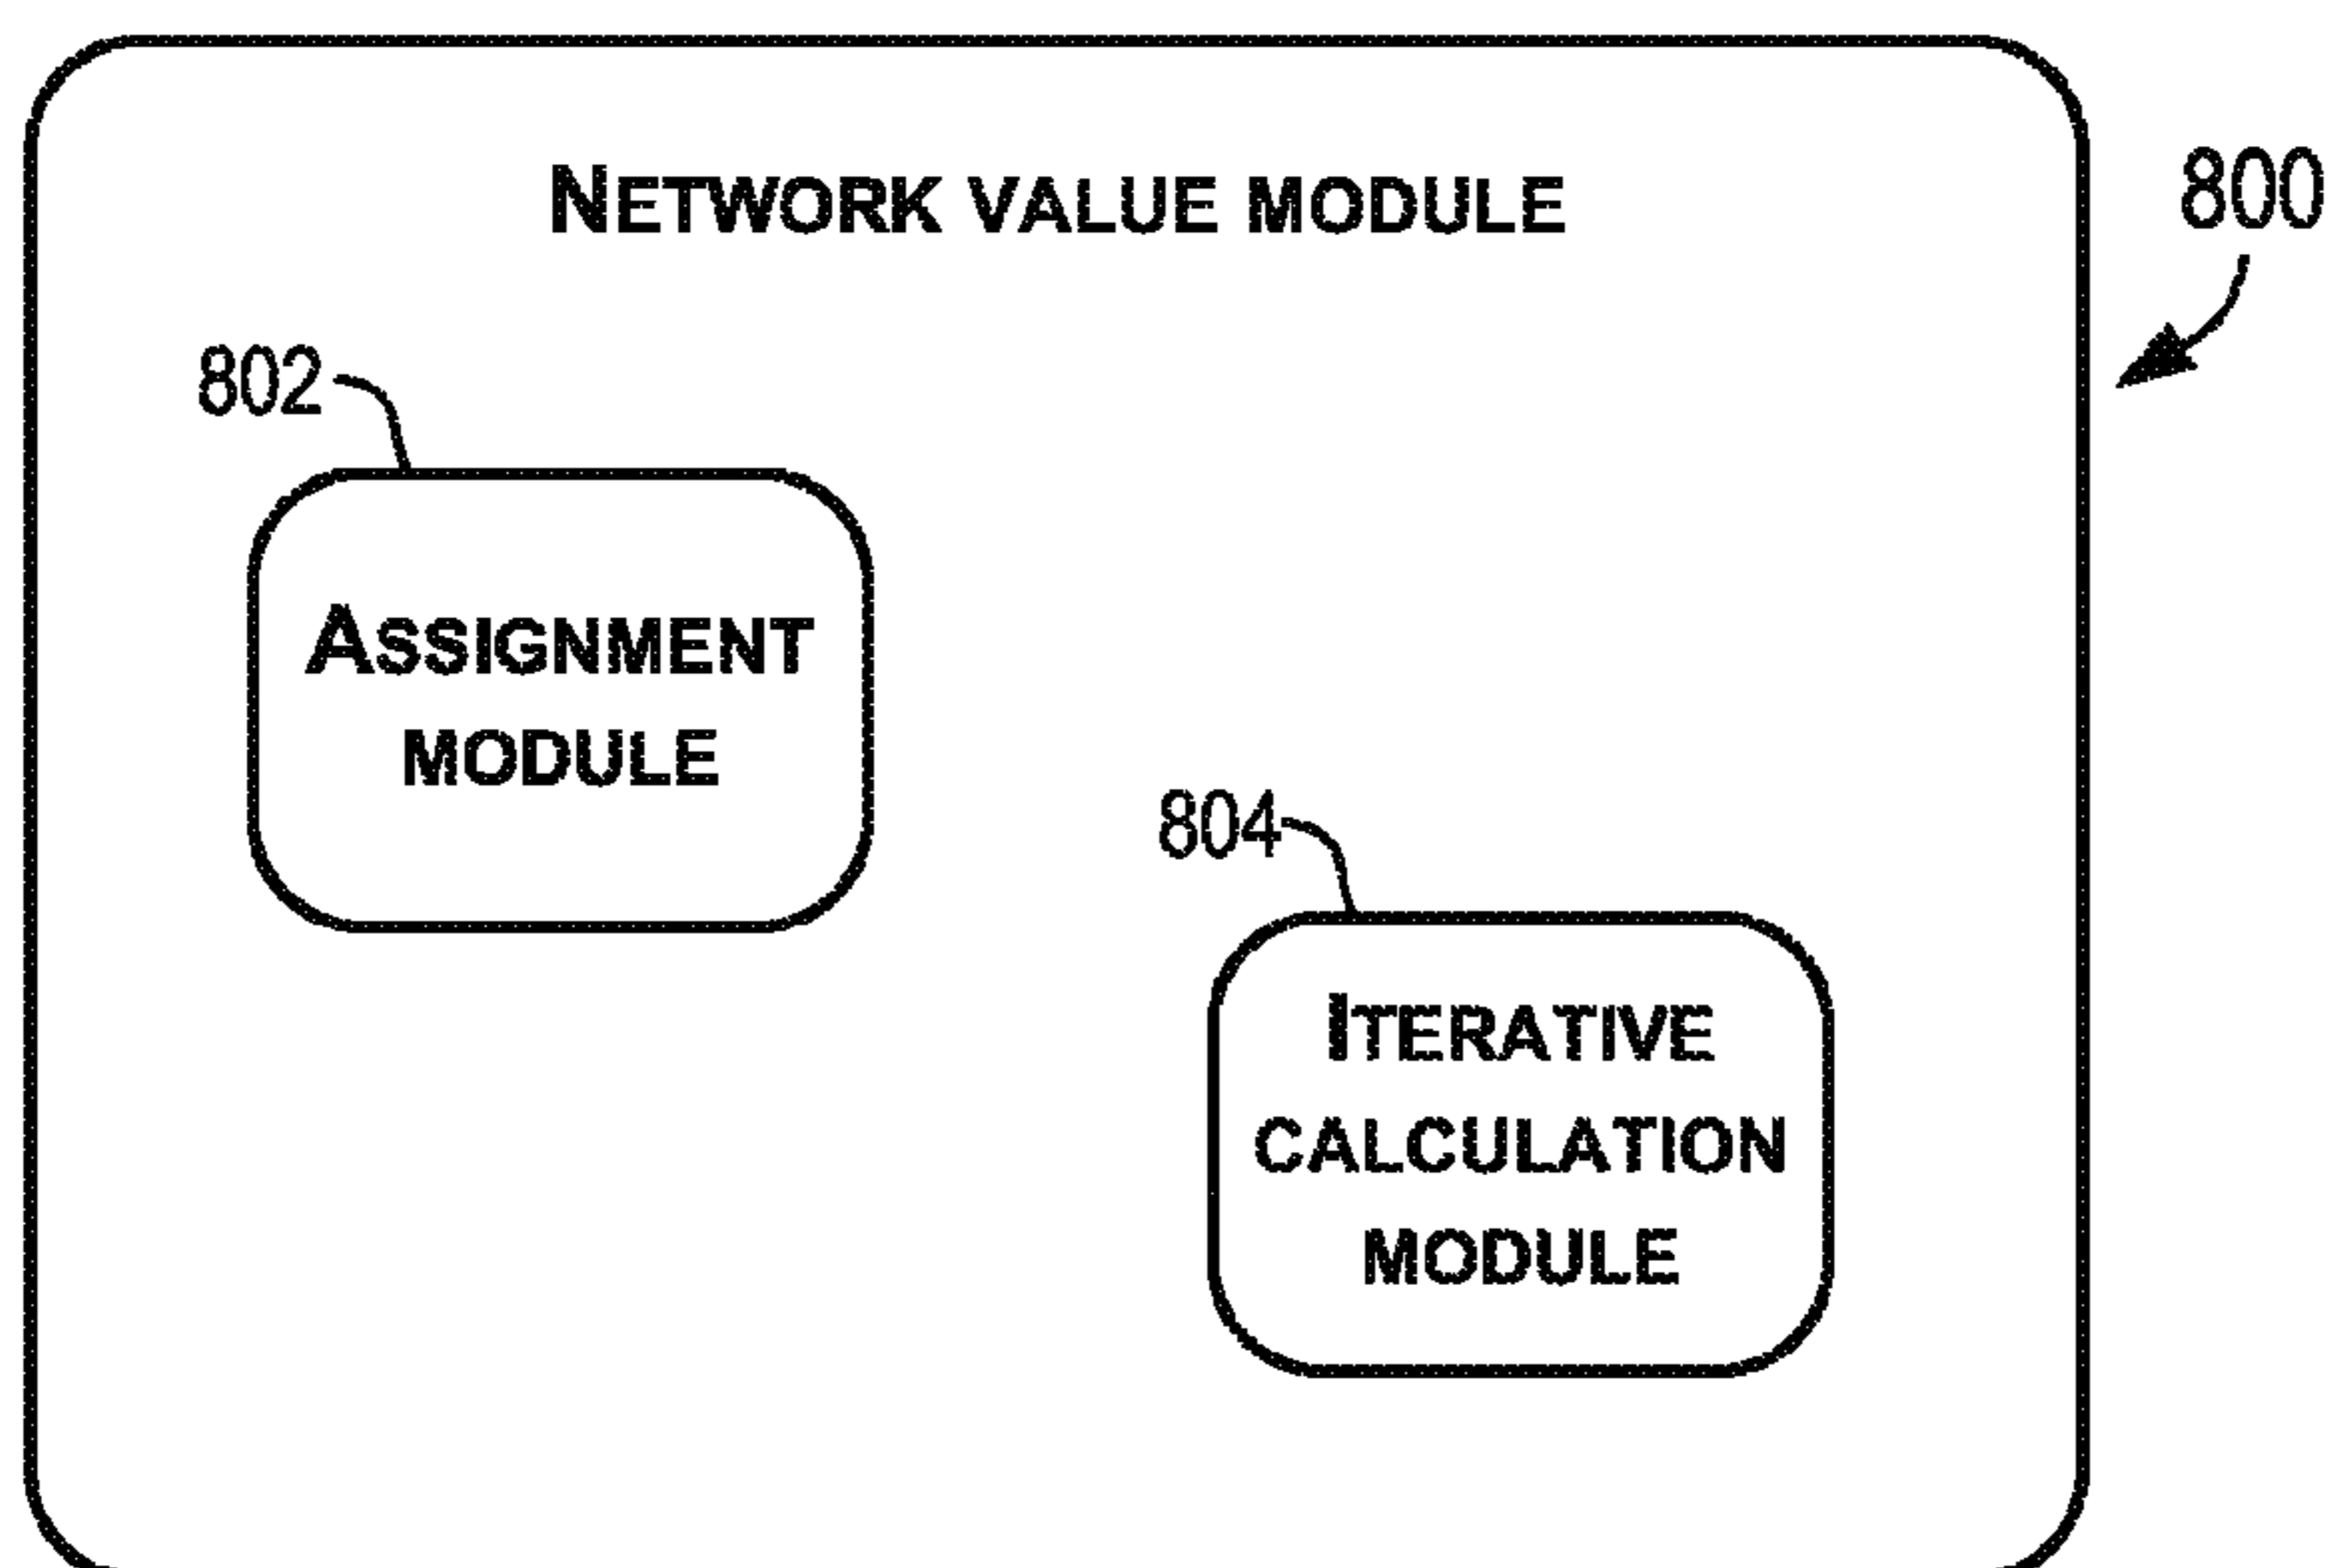 NETWORK VALUE MODULE
800
802
ASSIGNMENT
MODULE
804
ITERATIVE
CALCULATION
MODULE